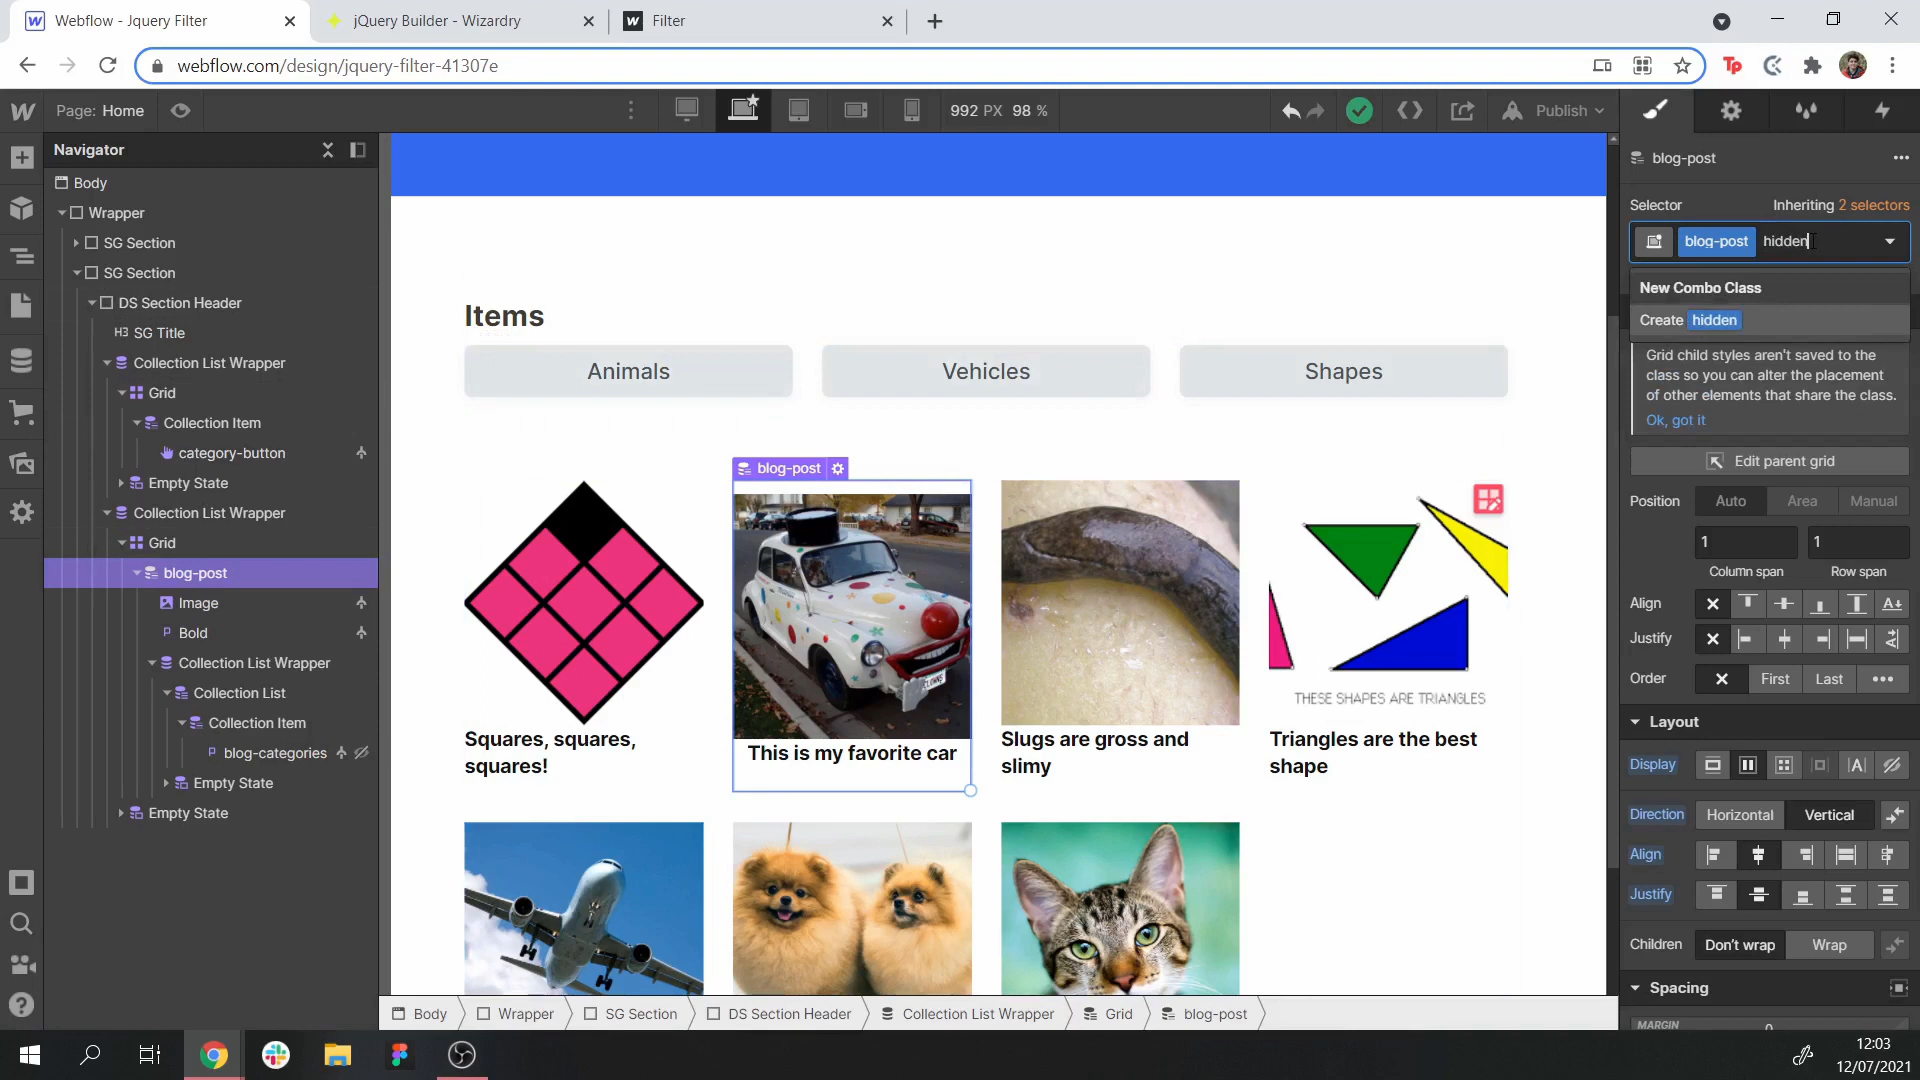 Webflow - Jquery Filter
jQuery Builder - Wizardry
Filter
webflow.com/design/jquery-filter-41307e
Page: Home
992 PX 98 %
Publish
Navigator
Body
Wrapper
SG Section
SG Section
DS Section Header
H3 SG Title
Collection List Wrapper
Grid
Collection Item
category-button
Empty State
Collection List Wrapper
Grid
blog-post
Image
Bold
Collection List Wrapper
Collection List
Collection Item
blog-categories
Empty State
Empty State
Items
Animals
Vehicles
Shapes
blog-post
CLOWNS
THESE SHAPES ARE TRIANGLES
Squares, squares,
squares!
This is my favorite car
Slugs are gross and
slimy
Triangles are the best
shape
Body
Wrapper
SG Section
DS Section Header
Collection List Wrapper
Grid
blog-post
blog-post
Selector
Inheriting 2 selectors
blog-post hidden
New Combo Class
Create hidden
Grid child styles aren't saved to the
class so you can alter the placement
of other elements that share the class.
Ok, got it
Edit parent grid
Position Auto Area Manual
1 1
Column span Row span
Align
Justify
Order First Last
Layout
Display
Direction Horizontal Vertical
Align
Justify
Children Don't wrap Wrap
Spacing
MARGIN 0
12:03
12/07/2021